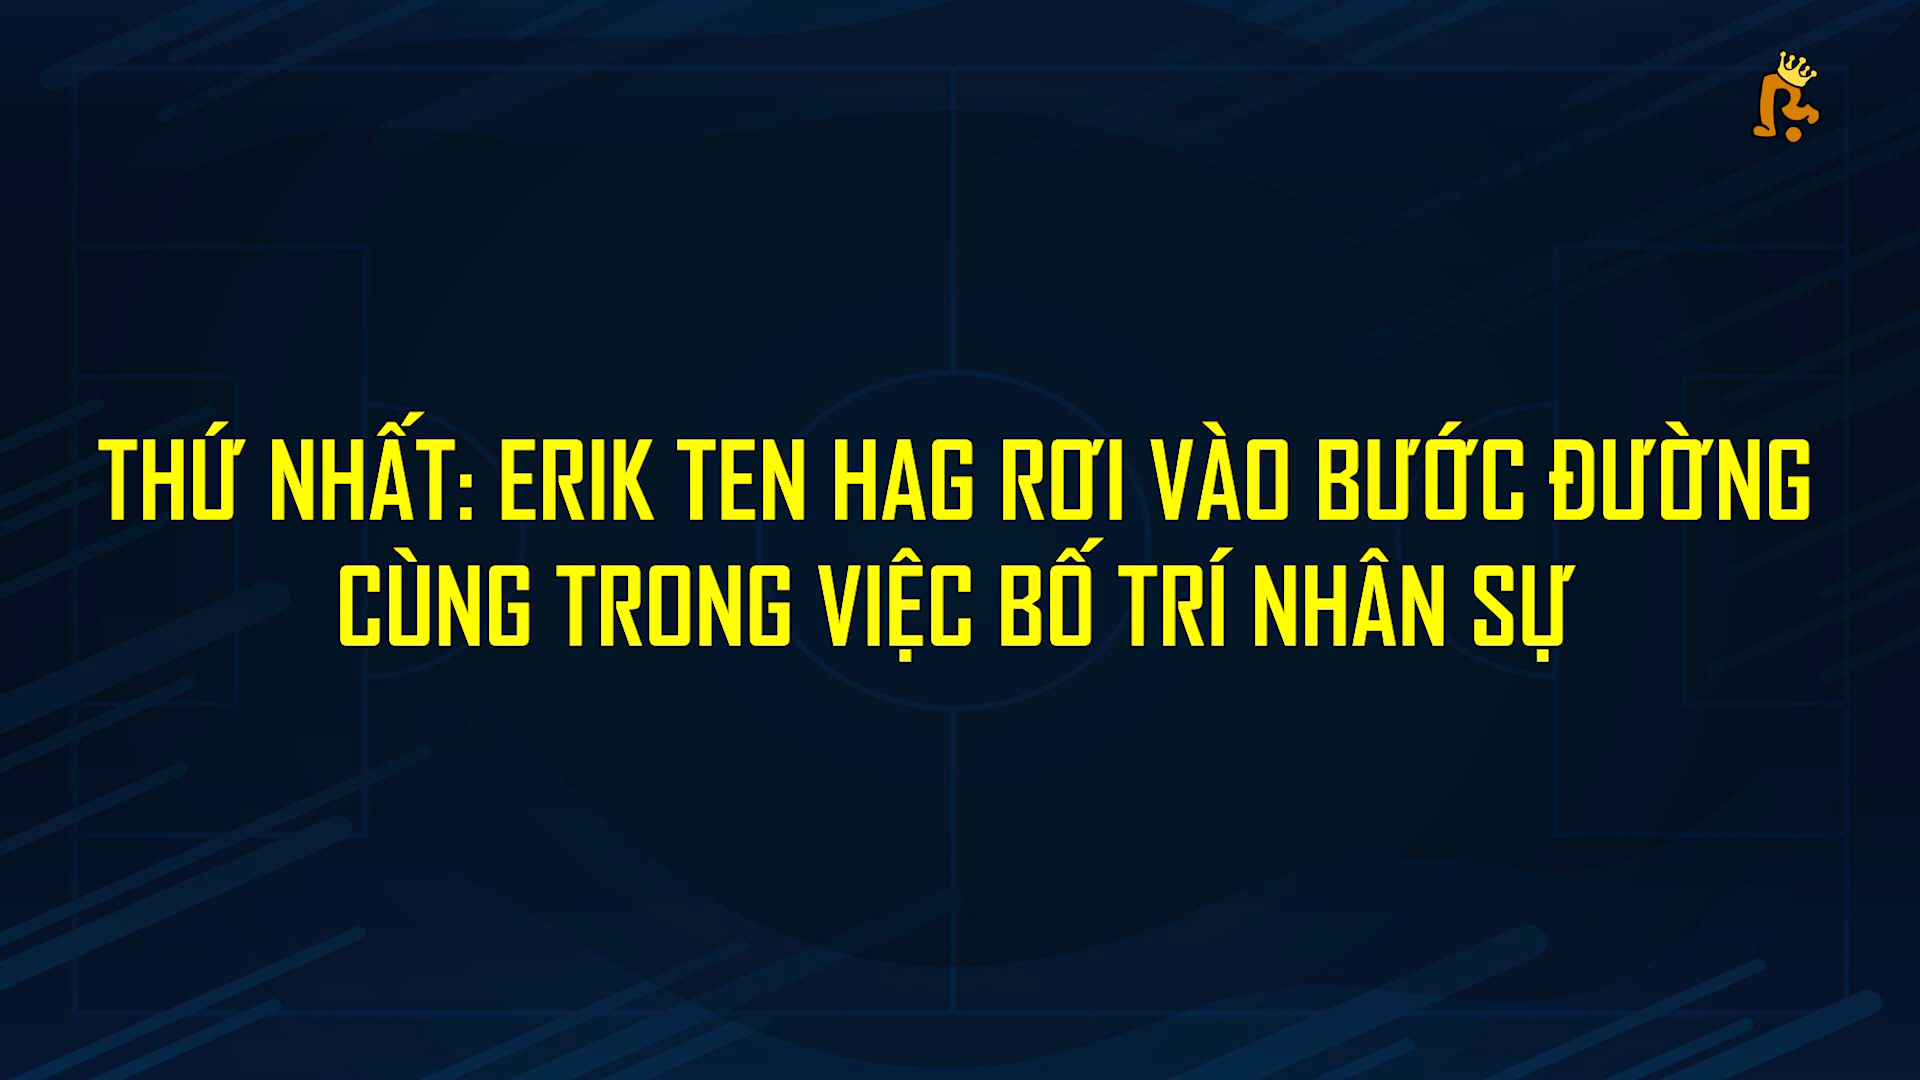 THỨ NHẤT: ERIK TEN HAG RƠI VÀO BƯỚC ĐƯỜNG
CÙNG TRONG VIỆC BỐ TRÍ NHÂN SỰ